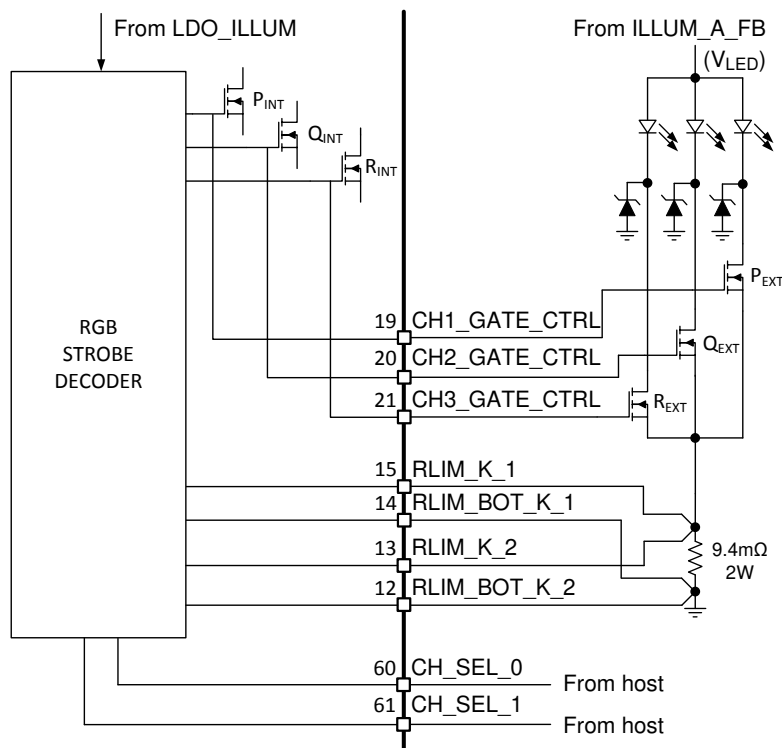 From LDO_ILLUM
From ILLUM_A_FB
(VLED)
PINT
QINT
RINT
PEXT
RGB
STROBE
DECODER
19 CH1_GATE_CTRL
20 CH2_GATE_CTRL
QEXT
21 CH3_GATE_CTRL
REXT
15 RLIM_K_1
14 RLIM_BOT_K_1
13 RLIM_K_2
9.4mΩ
2W
12 RLIM_BOT_K_2
60 CH_SEL_0
From host
61 CH_SEL_1
From host